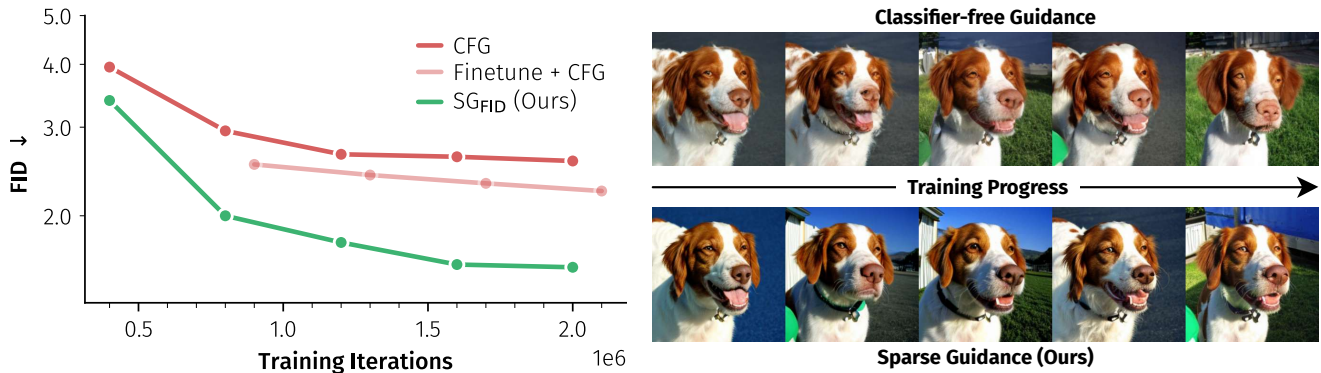 5.0
4.0
3.0
2.0
FID ↓
CFG
Finetune + CFG
SGFID (Ours)
0.5
1.0
1.5
2.0
1e6
Training Iterations
Classifier-free Guidance
Training Progress
Sparse Guidance (Ours)